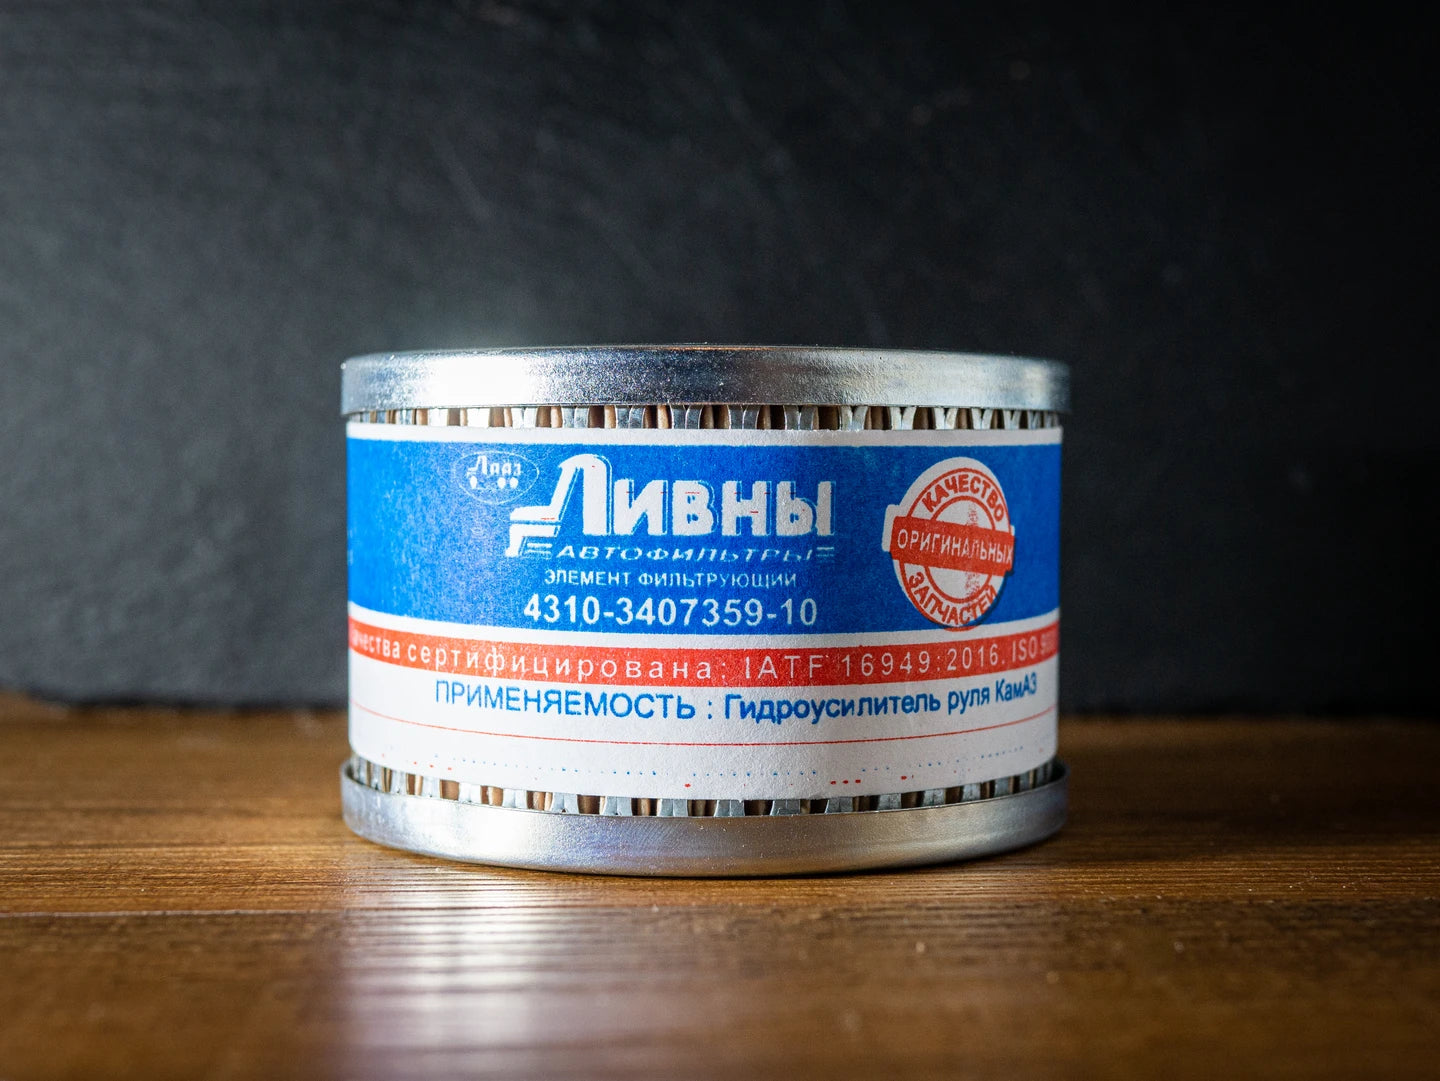 Лааз
Ливны
АВТОФИЛЬТРЫ
ЭЛЕМЕНТ ФИЛЬТРУЮЩИЙ
4310-3407359-10
КАЧЕСТВО
ОРИГИНАЛЬНЫХ
ЗАПЧАСТЕЙ
сертифицирована: IATF 16949:2016. ISO
ПРИМЕНЯЕМОСТЬ : Гидроусилитель руля КамАЗ